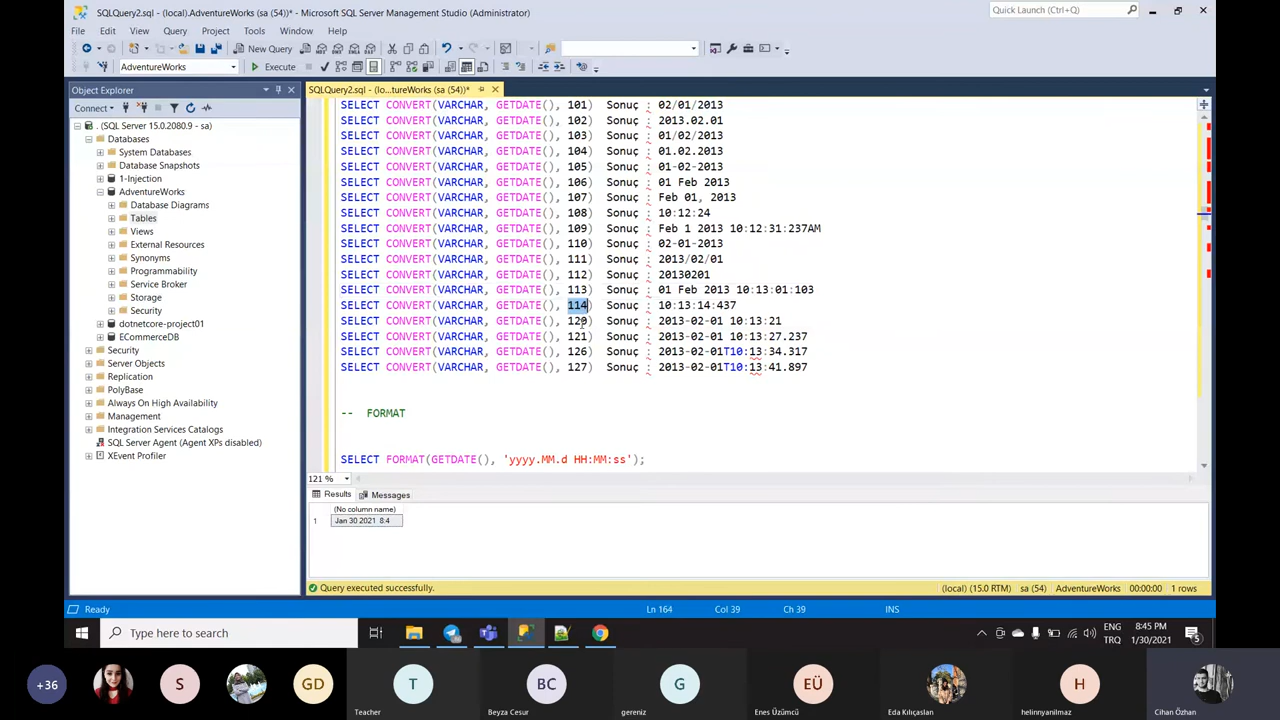 SQLQuery2.sql - (local).AdventureWorks (sa (54))* - Microsoft SQL Server Management Studio (Administrator)
Quick Launch (Ctrl+Q)
File Edit View Query Project Tools Window Help
New Query
AdventureWorks Execute
Object Explorer
SQLQuery2.sql - (lo...tureWorks (sa (54))*
Connect
. (SQL Server 15.0.2080.9 - sa)
Databases
System Databases
Database Snapshots
1-Injection
AdventureWorks
Database Diagrams
Tables
Views
External Resources
Synonyms
Programmability
Service Broker
Storage
Security
dotnetcore-project01
ECommerceDB
Security
Server Objects
Replication
PolyBase
Always On High Availability
Management
Integration Services Catalogs
SQL Server Agent (Agent XPs disabled)
XEvent Profiler
SELECT CONVERT(VARCHAR, GETDATE(), 101) Sonuç : 02/01/2013
SELECT CONVERT(VARCHAR, GETDATE(), 102) Sonuç : 2013.02.01
SELECT CONVERT(VARCHAR, GETDATE(), 103) Sonuç : 01/02/2013
SELECT CONVERT(VARCHAR, GETDATE(), 104) Sonuç : 01.02.2013
SELECT CONVERT(VARCHAR, GETDATE(), 105) Sonuç : 01-02-2013
SELECT CONVERT(VARCHAR, GETDATE(), 106) Sonuç : 01 Feb 2013
SELECT CONVERT(VARCHAR, GETDATE(), 107) Sonuç : Feb 01, 2013
SELECT CONVERT(VARCHAR, GETDATE(), 108) Sonuç : 10:12:24
SELECT CONVERT(VARCHAR, GETDATE(), 109) Sonuç : Feb 1 2013 10:12:31:237AM
SELECT CONVERT(VARCHAR, GETDATE(), 110) Sonuç : 02-01-2013
SELECT CONVERT(VARCHAR, GETDATE(), 111) Sonuç : 2013/02/01
SELECT CONVERT(VARCHAR, GETDATE(), 112) Sonuç : 20130201
SELECT CONVERT(VARCHAR, GETDATE(), 113) Sonuç : 01 Feb 2013 10:13:01:103
SELECT CONVERT(VARCHAR, GETDATE(), 114) Sonuç : 10:13:14:437
SELECT CONVERT(VARCHAR, GETDATE(), 120) Sonuç : 2013-02-01 10:13:21
SELECT CONVERT(VARCHAR, GETDATE(), 121) Sonuç : 2013-02-01 10:13:27.237
SELECT CONVERT(VARCHAR, GETDATE(), 126) Sonuç : 2013-02-01T10:13:34.317
SELECT CONVERT(VARCHAR, GETDATE(), 127) Sonuç : 2013-02-01T10:13:41.897
-- FORMAT
SELECT FORMAT(GETDATE(), 'yyyy.MM.d HH:MM:ss');
121 %
Results Messages
(No column name)
1 Jan 30 2021 8:4
Query executed successfully. (local) (15.0 RTM) sa (54) AdventureWorks 00:00:00 1 rows
Ready Ln 164 Col 39 Ch 39 INS
Type here to search
ENG
TRQ
8:45 PM
1/30/2021
5
+36 S GD T BC G EÜ H
Teacher Beyza Cesur gereniz Enes Üzümcü Eda Kılıçaslan helinnyanilmaz Cihan Özhan